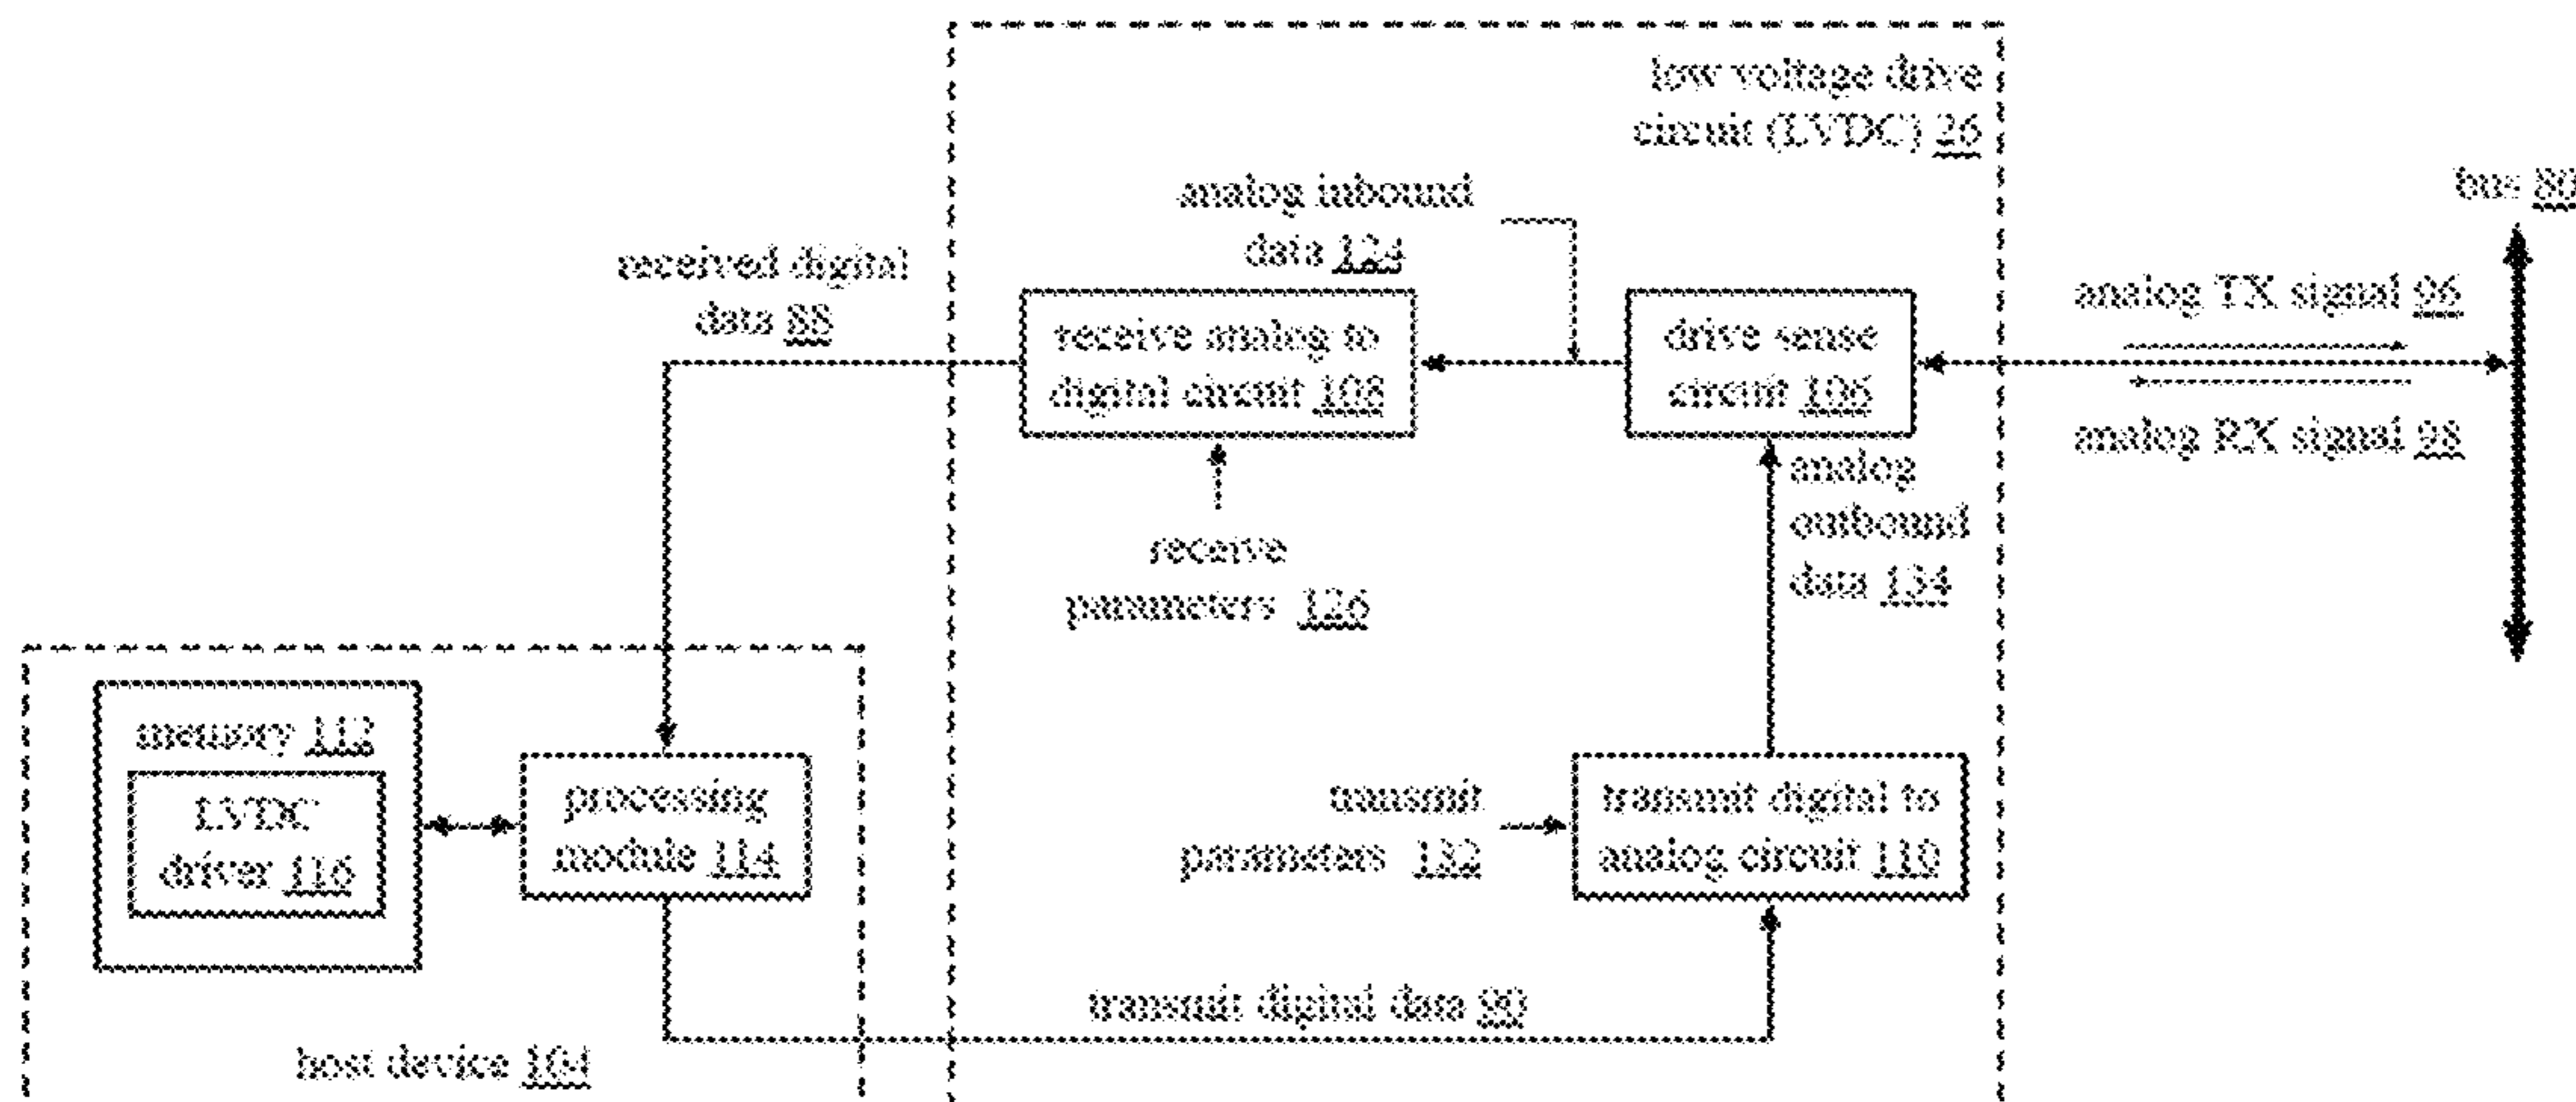 low voltage drive
circuit (LVDC) 26
bus 80
analog inbound
data 124
received digital
data 88
analog TX signal 96
receive analog to
digital circuit 108
drive sense
circuit 106
analog RX signal 98
analog
outbound
data 134
receive
parameters 126
memory 112
LVDC
driver 116
processing
module 114
transmit
parameters 132
transmit digital to
analog circuit 110
transmit digital data 90
host device 104